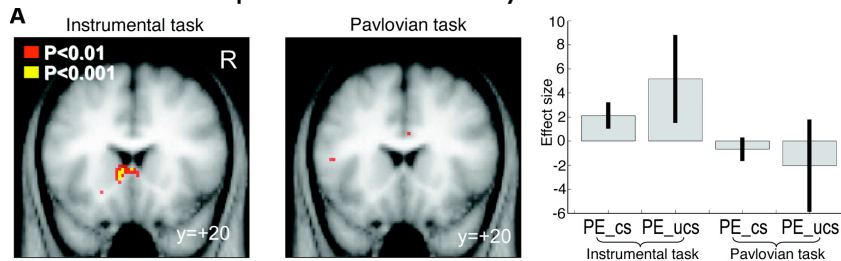 A
Instrumental task
P<0.01
P<0.001
R
y=+20
Pavlovian task
y=+20
Effect size
10
8
6
4
2
0
-2
-4
-6
PE_cs PE_ucs PE_cs PE_ucs
Instrumental task Pavlovian task